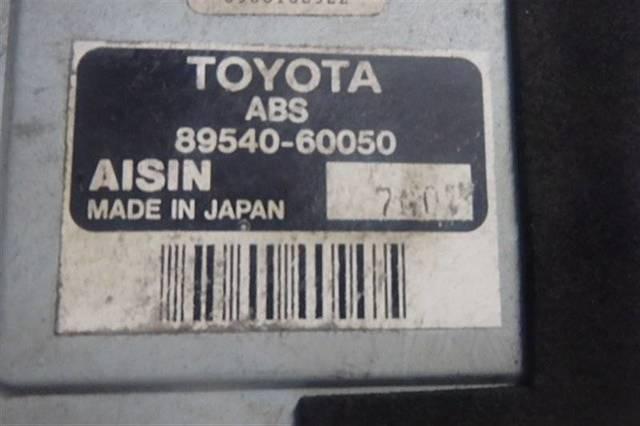 TOYOTA
ABS
89540-60050
AISIN
MADE IN JAPAN